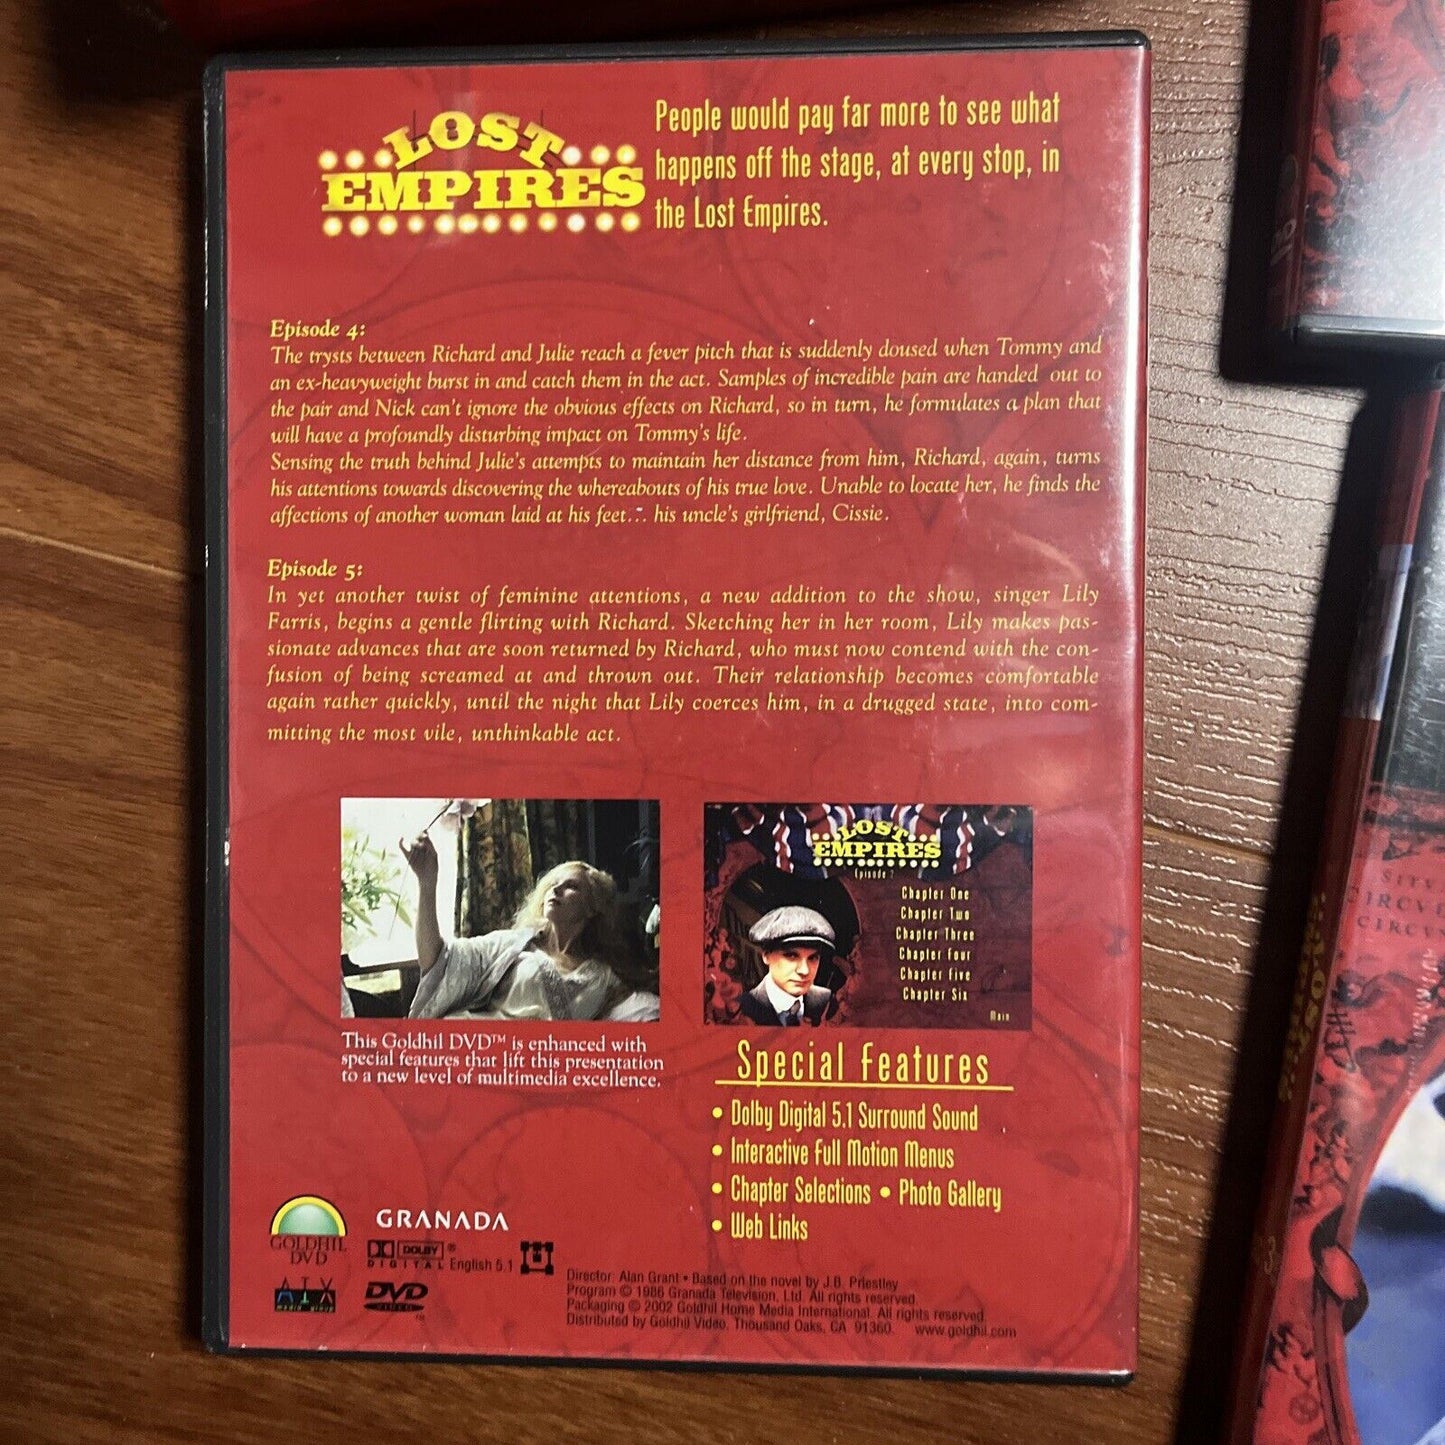 LOST
EMPIRES
People would pay far more to see what
happens off the stage, at every stop, in
the Lost Empires.
Episode 4:
The trysts between Richard and Julie reach a fever pitch that is suddenly doused when Tommy and
an ex-heavyweight burst in and catch them in the act. Samples of incredible pain are handed out to
the pair and Nick can't ignore the obvious effects on Richard, so in turn, he formulates a plan that
will have a profoundly disturbing impact on Tommy's life.
Sensing the truth behind Julie's attempts to maintain her distance from him, Richard, again, turns
his attentions towards discovering the whereabouts of his true love. Unable to locate her, he finds the
affections of another woman laid at his feet... his uncle's girlfriend, Cissie.
Episode 5:
In yet another twist of feminine attentions, a new addition to the show, singer Lily
Farris, begins a gentle flirting with Richard. Sketching her in her room, Lily makes pas-
sionate advances that are soon returned by Richard, who must now contend with the con-
fusion of being screamed at and thrown out. Their relationship becomes comfortable
again rather quickly, until the night that Lily coerces him, in a drugged state, into com-
mitting the most vile, unthinkable act.
LOST
EMPIRES
Episode 2
Chapter One
Chapter Two
Chapter Three
Chapter Four
Chapter Five
Chapter Six
Main
This Goldhil DVD™ is enhanced with
special features that lift this presentation
to a new level of multimedia excellence.
Special Features
• Dolby Digital 5.1 Surround Sound
• Interactive Full Motion Menus
• Chapter Selections • Photo Gallery
• Web Links
GOLDHIL
DVD
GRANADA
DOLBY ®
DIGITAL English 5.1
AIX
media group
DVD
VIDEO™
Director: Alan Grant • Based on the novel by J.B. Priestley
Program © 1986 Granada Television, Ltd. All rights reserved.
Packaging © 2002 Goldhil Home Media International. All rights reserved.
Distributed by Goldhil Video, Thousand Oaks, CA 91360. www.goldhil.com